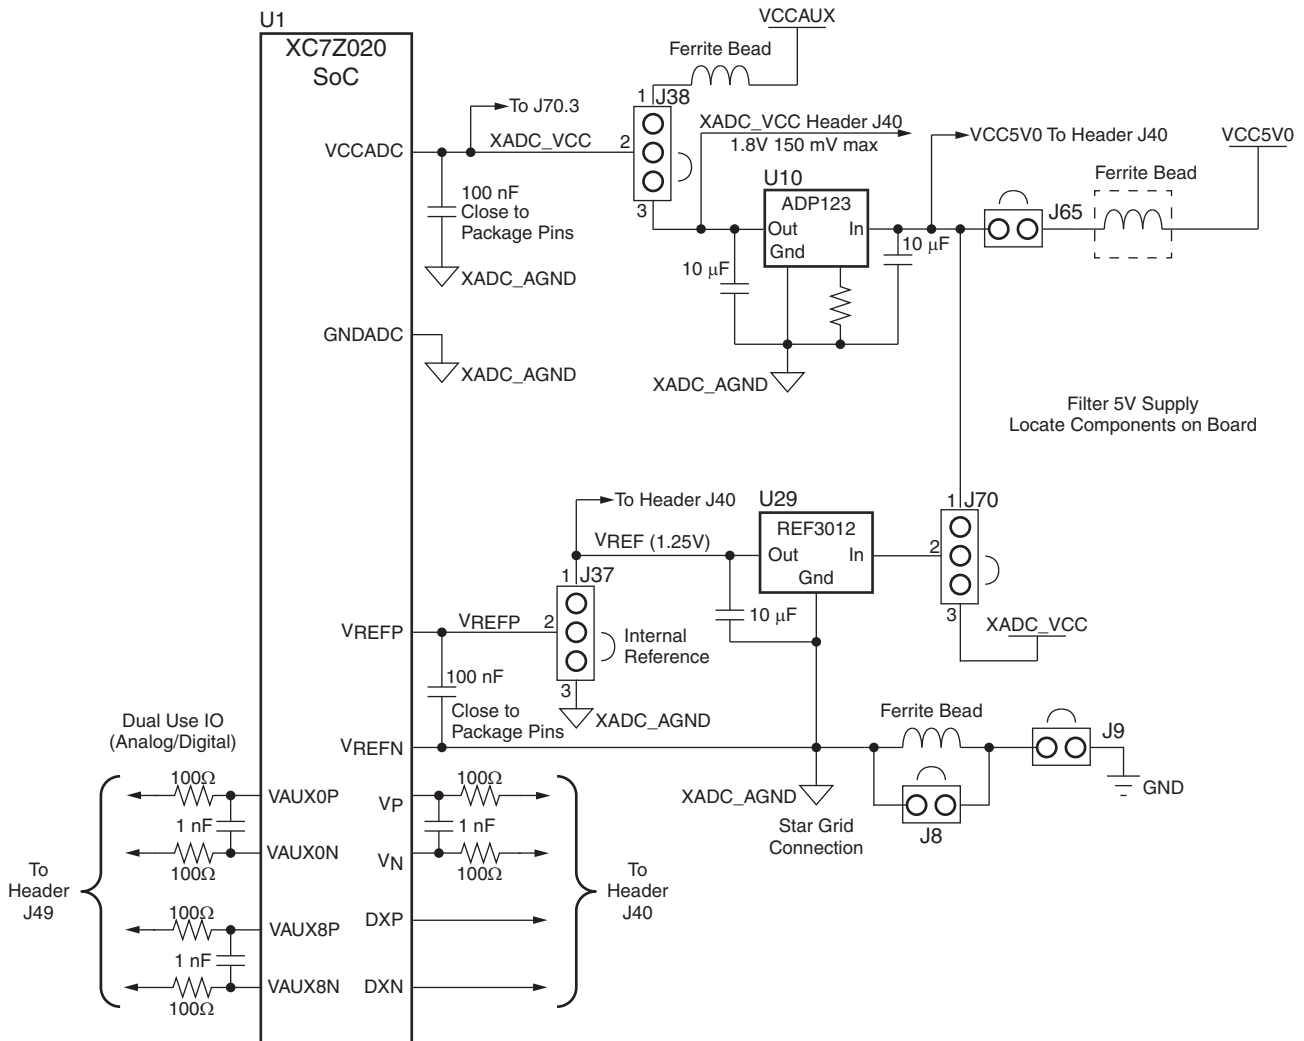 U1
XC7Z020
SoC
VCCAUX
Ferrite Bead
1 J38
2
3
To J70.3
XADC_VCC
VCCADC
100 nF
Close to
Package Pins
XADC_AGND
XADC_VCC Header J40
1.8V 150 mV max
VCC5V0 To Header J40
VCC5V0
Ferrite Bead
J65
U10
ADP123
Out
In
Gnd
10 µF
10 µF
XADC_AGND
GNDADC
XADC_AGND
Filter 5V Supply
Locate Components on Board
To Header J40
VREF (1.25V)
U29
REF3012
Out
In
Gnd
10 µF
1 J70
2
3
XADC_VCC
1 J37
2
3
Internal
Reference
XADC_AGND
VREFP
VREFP
100 nF
Close to
Package Pins
VREFN
Ferrite Bead
J9
GND
J8
XADC_AGND
Star Grid
Connection
Dual Use IO
(Analog/Digital)
100Ω
VAUX0P
1 nF
VAUX0N
100Ω
100Ω
VAUX8P
1 nF
VAUX8N
100Ω
To
Header
J49
VP
100Ω
1 nF
VN
100Ω
DXP
DXN
To
Header
J40